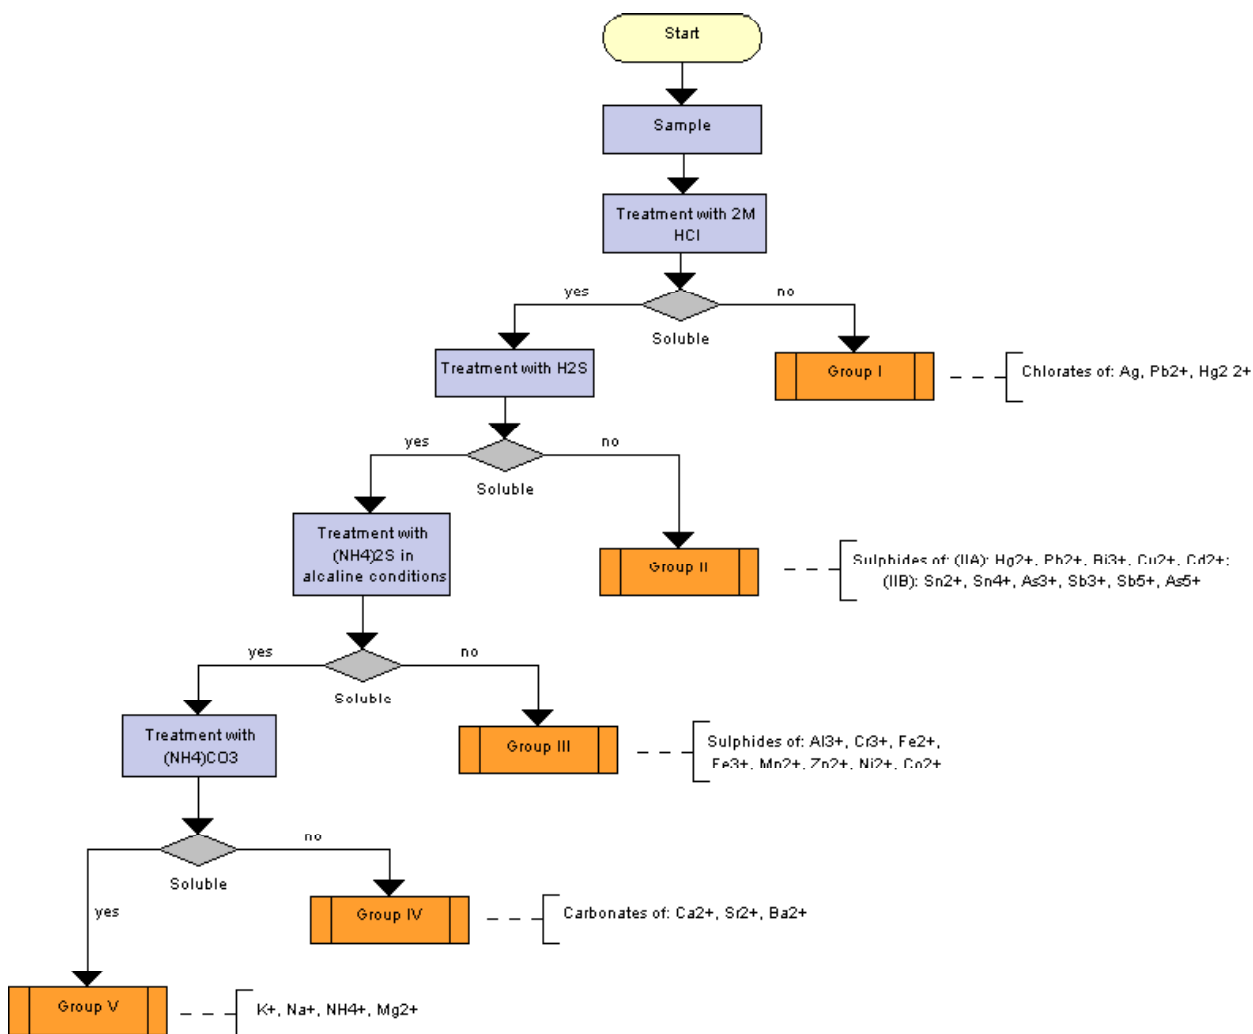 Start
Sample
Treatment with 2M
HCl
yes
no
Soluble
Treatment with H2S
Group I
Chlorates of: Ag, Pb2+, Hg2 2+
yes
no
Soluble
Treatment with
(NH4)2S in
alcaline conditions
Group II
Sulphides of: (IIA): Hg2+, Pb2+, Bi3+, Cu2+, Cd2+;
(IIB): Sn2+, Sn4+, As3+, Sb3+, Sb5+, As5+
yes
no
Soluble
Treatment with
(NH4)CO3
Group III
Sulphides of: Al3+, Cr3+, Fe2+,
Fe3+, Mn2+, Zn2+, Ni2+, Co2+
no
Soluble
yes
Group IV
Carbonates of: Ca2+, Sr2+, Ba2+
Group V
K+, Na+, NH4+, Mg2+